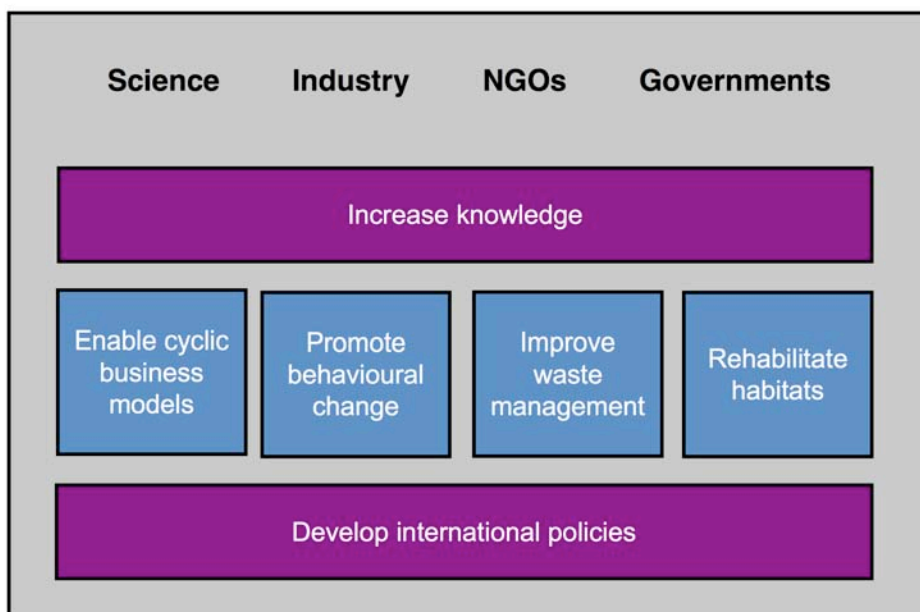 Science Industry NGOs Governments
Increase knowledge
Enable cyclic
business
models
Promote
behavioural
change
Improve
waste
management
Rehabilitate
habitats
Develop international policies